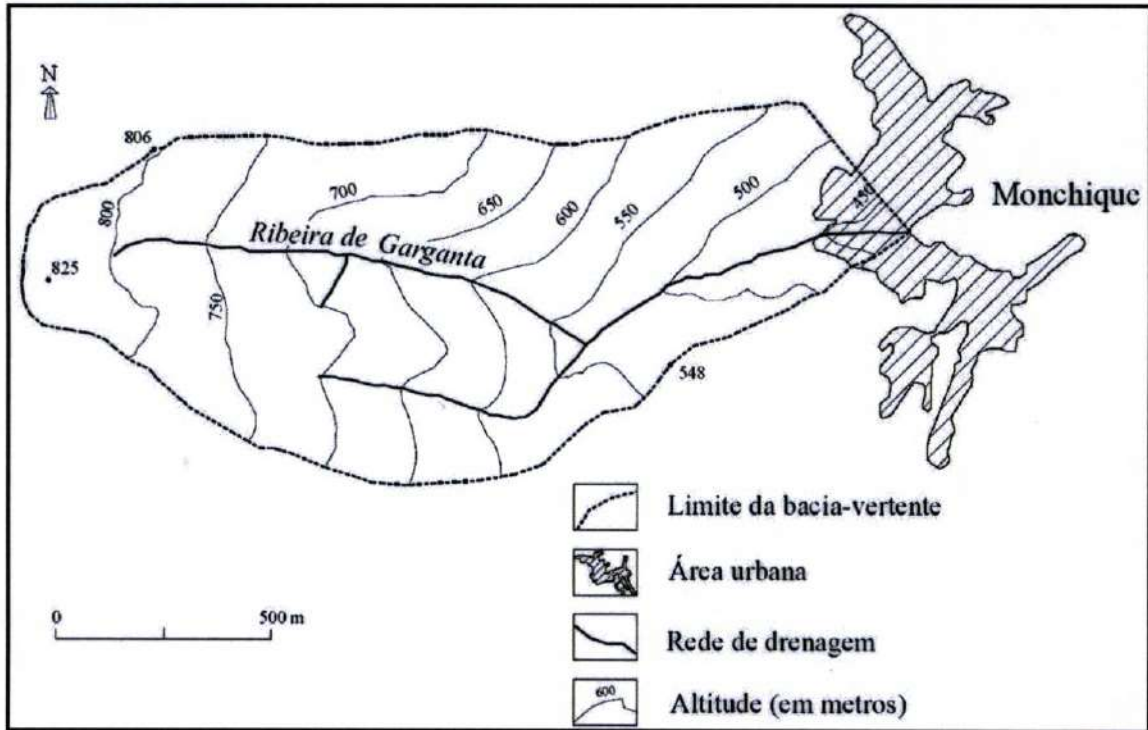 N
806
800
825
750
700
650
600
550
500
450
Ribeira de Garganta
Monchique
548
0 500 m
Limite da bacia-vertente
Área urbana
Rede de drenagem
600
Altitude (em metros)